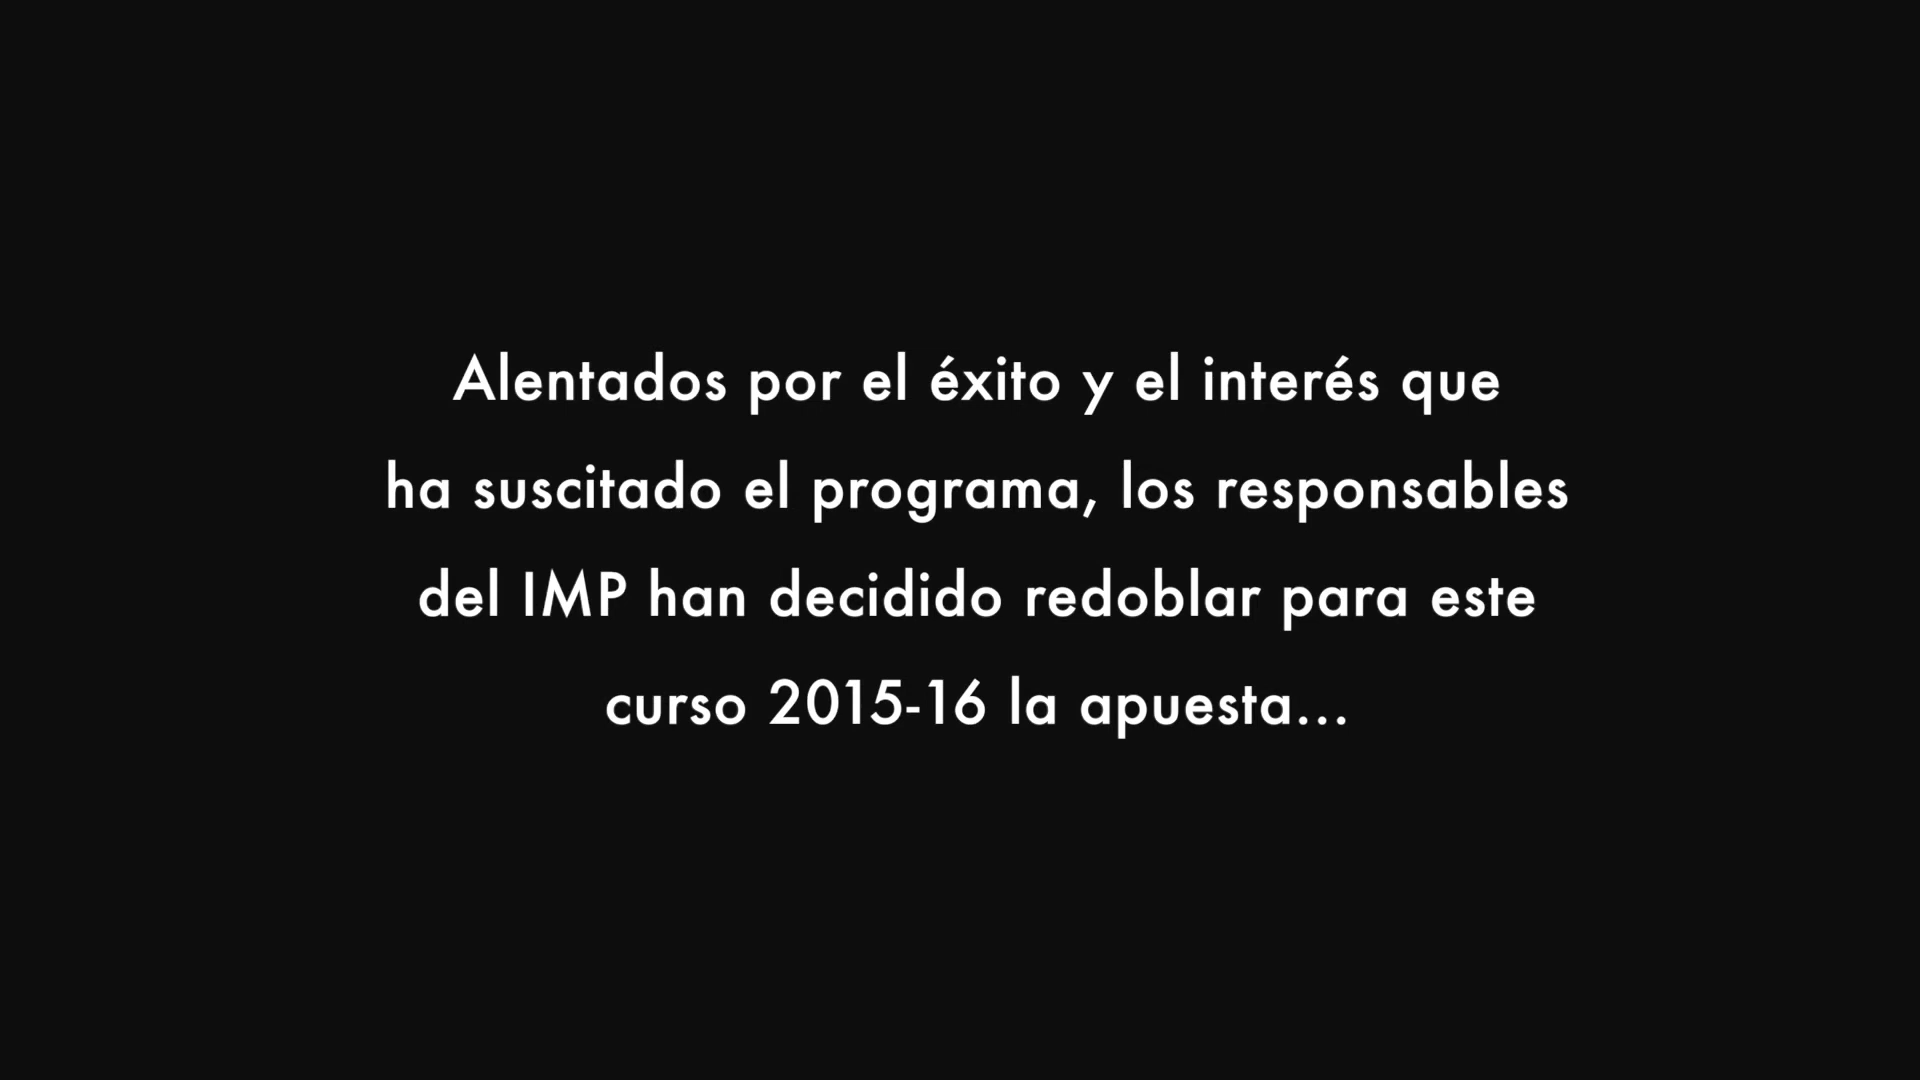 Alentados por el éxito y el interés que
ha suscitado el programa, los responsables
del IMP han decidido redoblar para este
curso 2015-16 la apuesta...